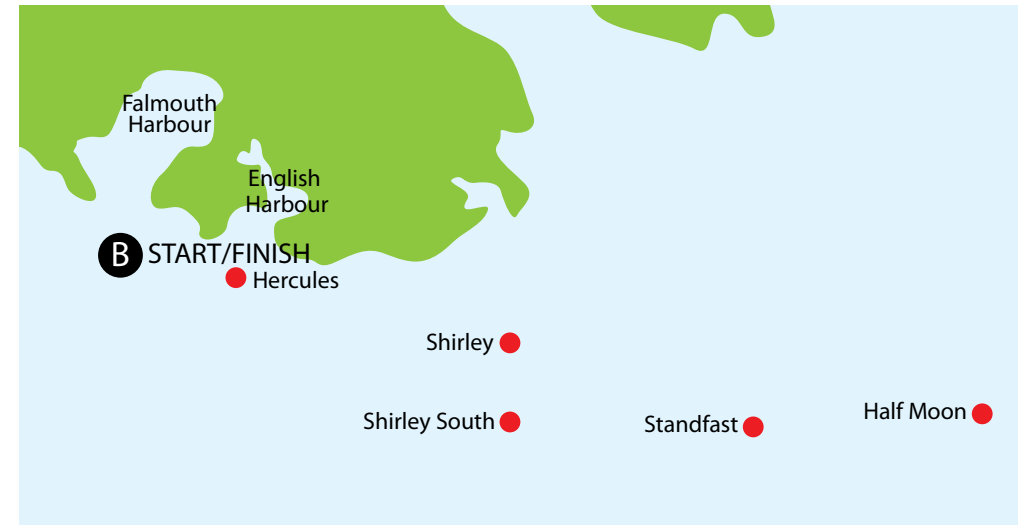 Falmouth
Harbour
English
Harbour
B START/FINISH
Hercules
Shirley
Shirley South
Standfast
Half Moon